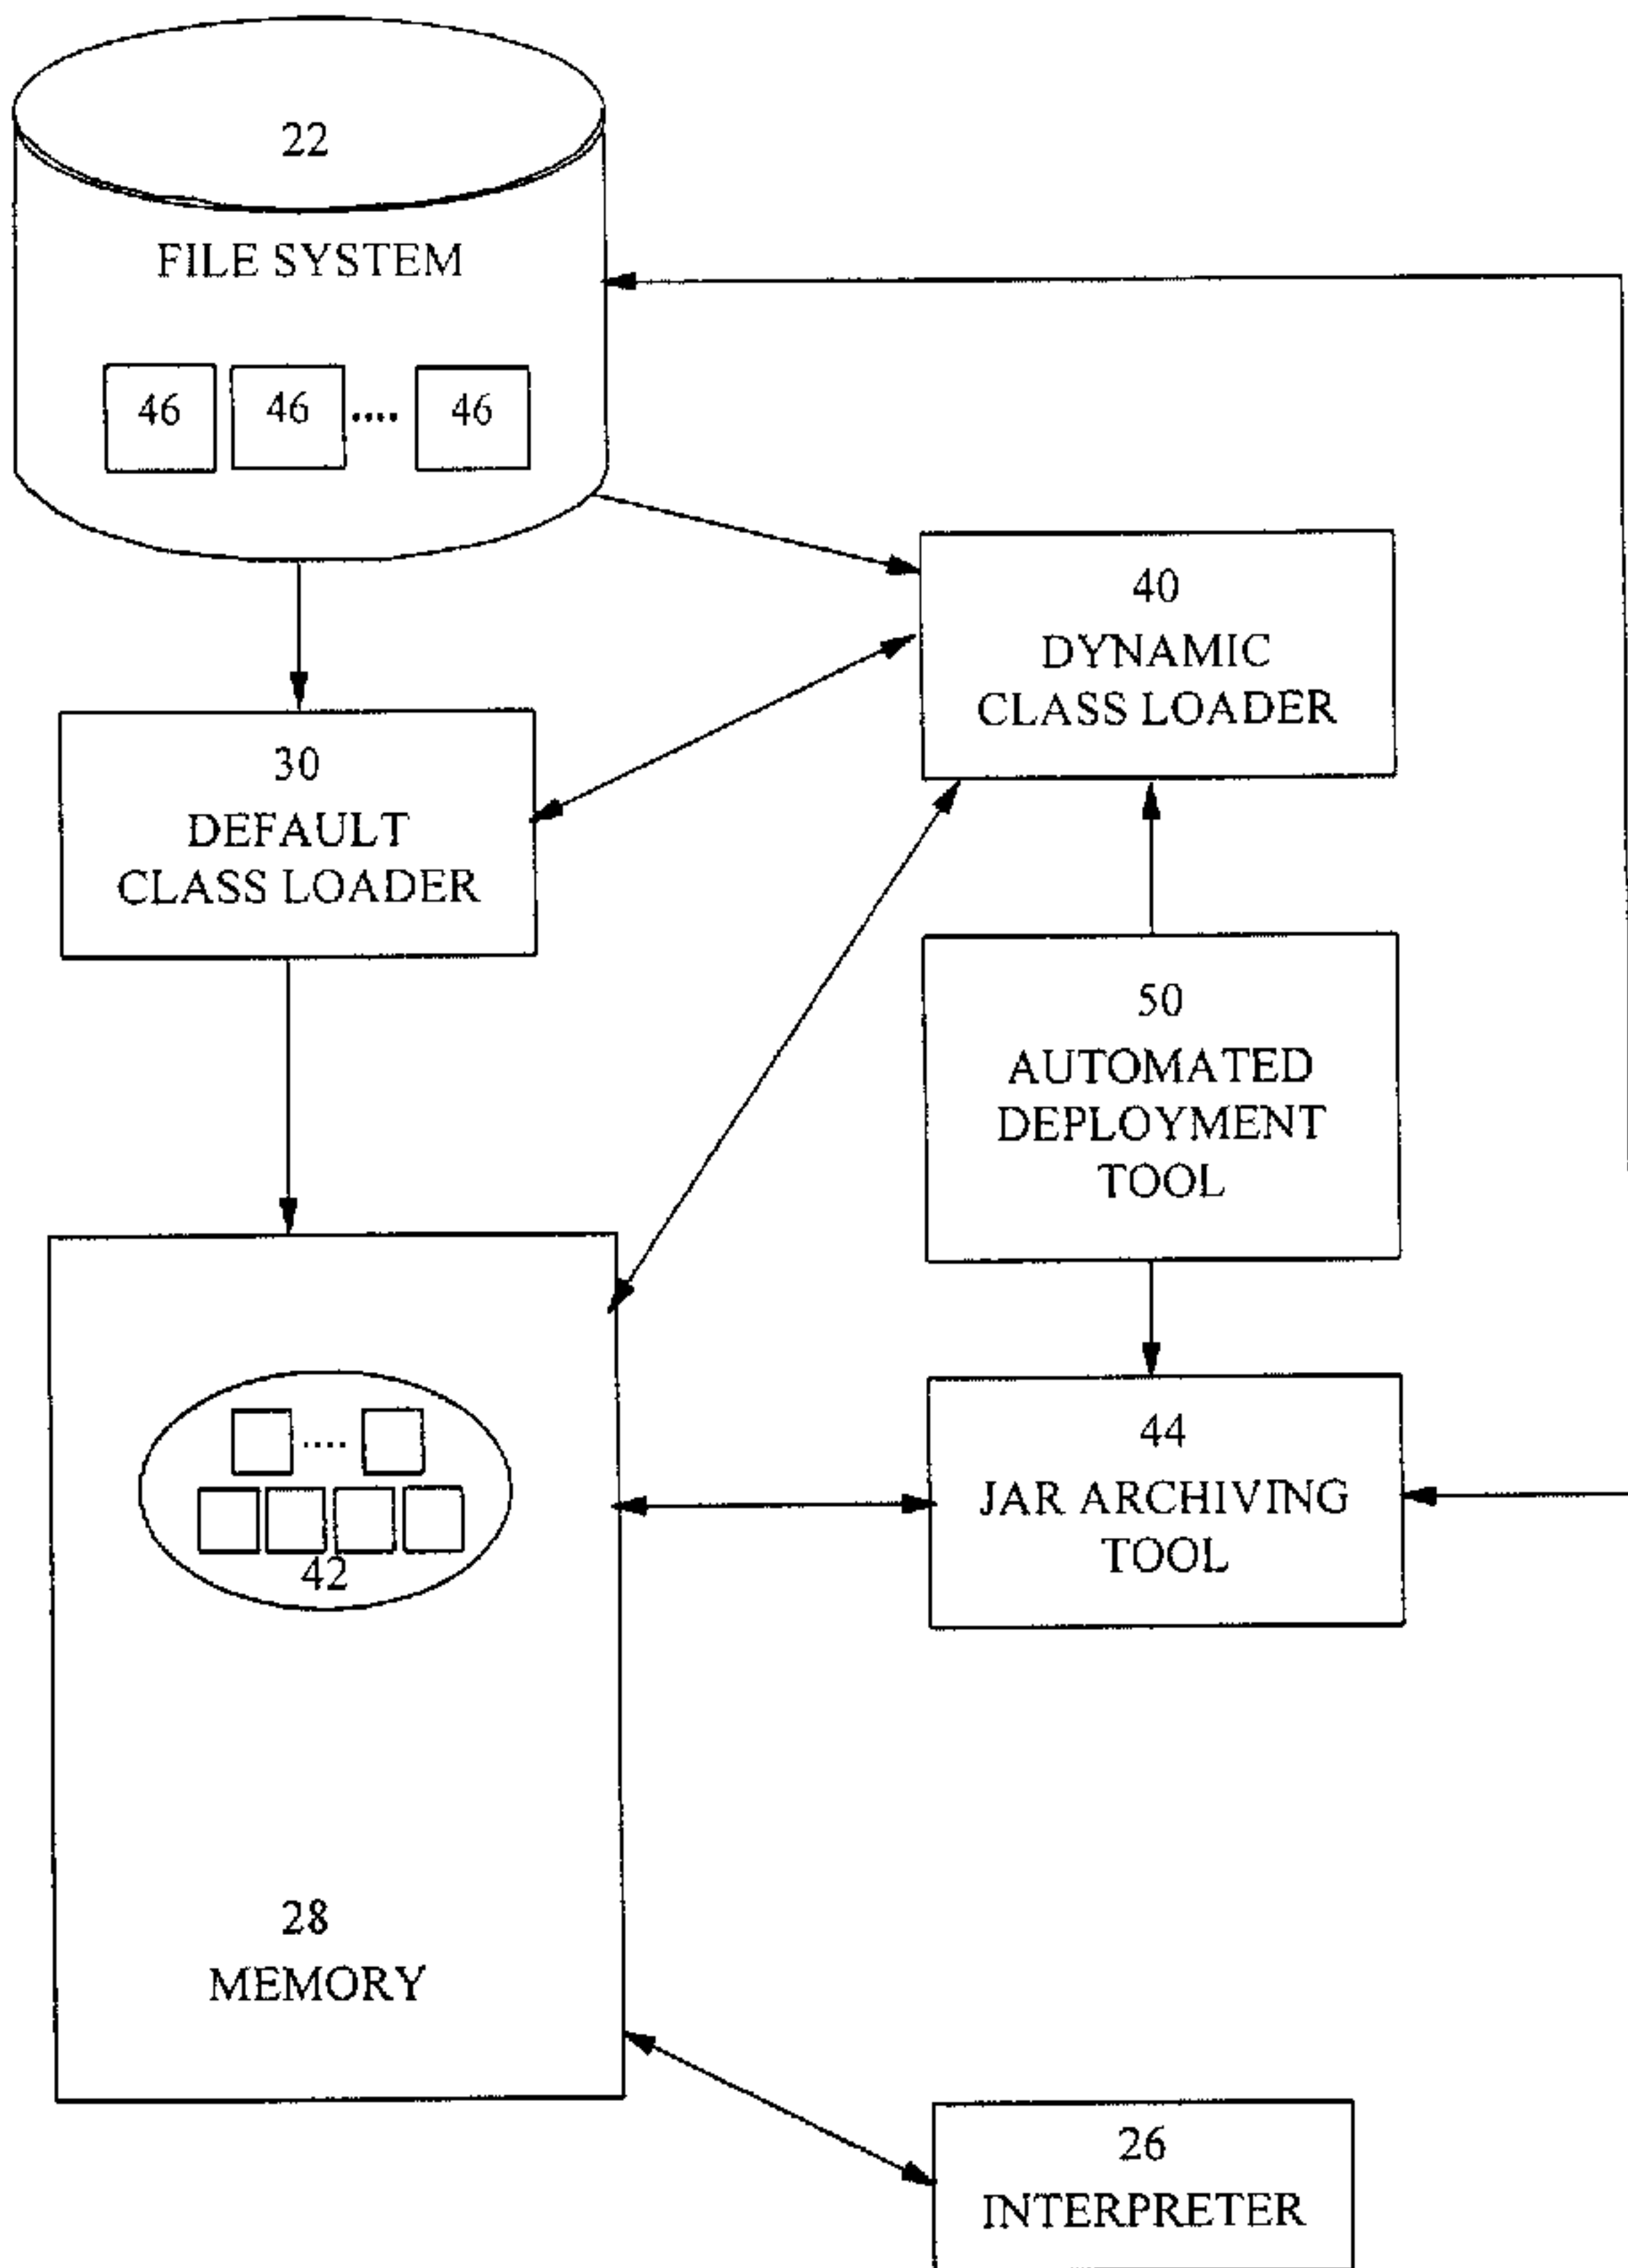 22
FILE SYSTEM
46 46 .... 46
40
DYNAMIC
CLASS LOADER
30
DEFAULT
CLASS LOADER
50
AUTOMATED
DEPLOYMENT
TOOL
....
42
44
JAR ARCHIVING
TOOL
28
MEMORY
26
INTERPRETER